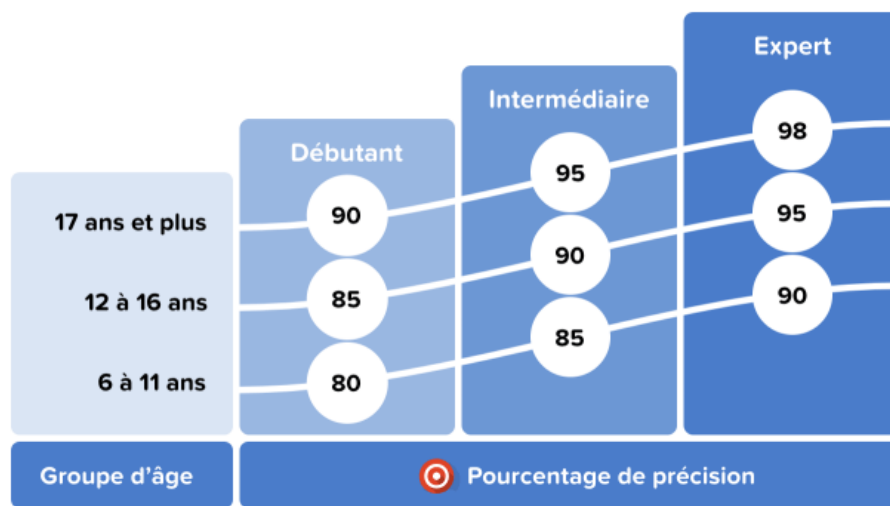 Expert
Intermédiaire
Débutant
17 ans et plus 90 95 98
12 à 16 ans 85 90 95
6 à 11 ans 80 85 90
Groupe d'âge Pourcentage de précision